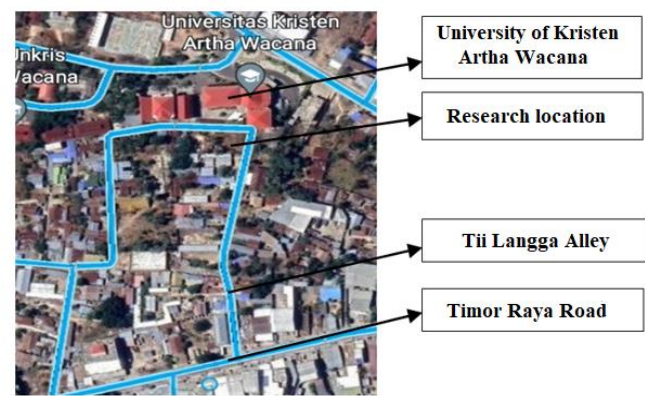 Universitas Kristen
Artha Wacana
Unkris
Wacana
University of Kristen
Artha Wacana
Research location
Tii Langga Alley
Timor Raya Road